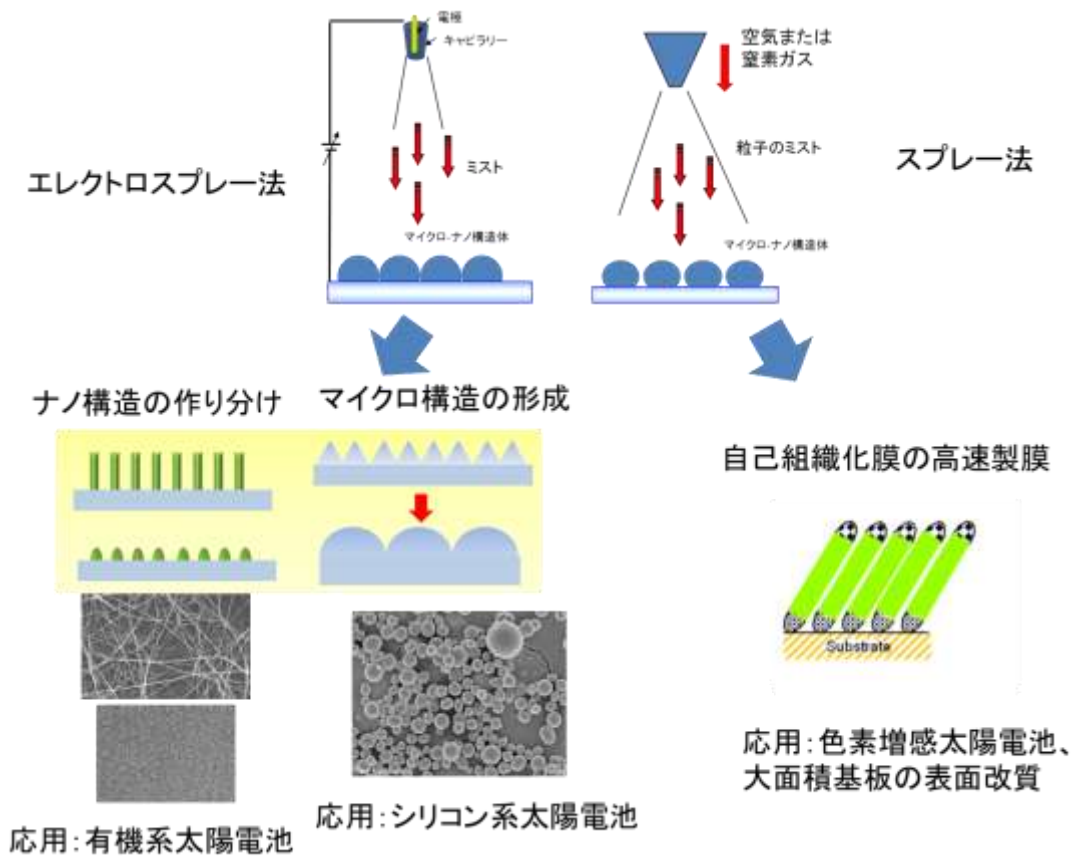 電極
キャピラリー
ミスト
マイクロ・ナノ構造体
エレクトロスプレー法
空気または
窒素ガス
粒子のミスト
マイクロ・ナノ構造体
スプレー法
ナノ構造の作り分け
マイクロ構造の形成
応用:有機系太陽電池
応用:シリコン系太陽電池
自己組織化膜の高速製膜
Substrate
応用:色素増感太陽電池、
大面積基板の表面改質